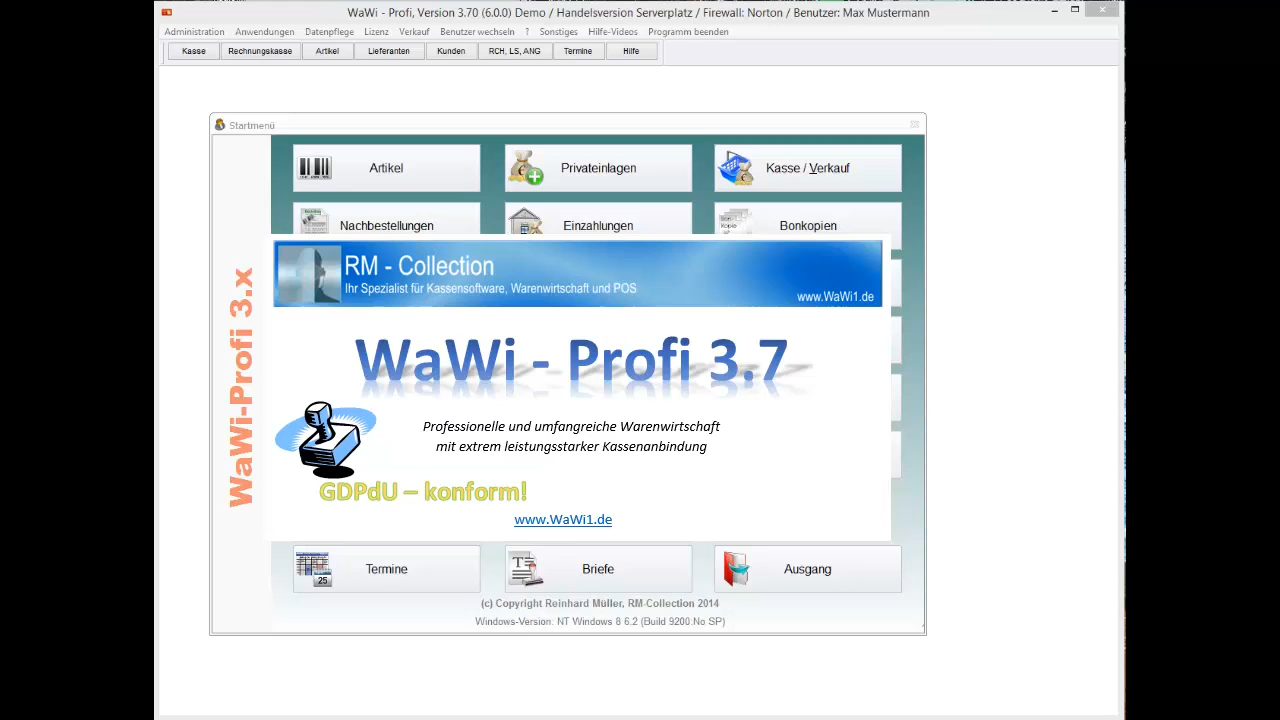 WaWi - Profi, Version 3.70 (6.0.0) Demo / Handelsversion Serverplatz / Firewall: Norton / Benutzer: Max Mustermann
Administration Anwendungen Datenpflege Lizenz Verkauf Benutzer wechseln ? Sonstiges Hilfe-Videos Programm beenden
Kasse Rechnungskasse Artikel Lieferanten Kunden RCH, LS, ANG Termine Hilfe
Startmenü
Artikel Privateinlagen Kasse / Verkauf
Nachbestellungen Einzahlungen Bonkopien
WaWi-Profi 3.x
RM - Collection
Ihr Spezialist für Kassensoftware, Warenwirtschaft und POS
www.WaWi1.de
WaWi - Profi 3.7
Professionelle und umfangreiche Warenwirtschaft
mit extrem leistungsstarker Kassenanbindung
GDPdU – konform!
www.WaWi1.de
25
Termine Briefe Ausgang
(c) Copyright Reinhard Müller, RM-Collection 2014
Windows-Version: NT Windows 8 6.2 (Build 9200:No SP)